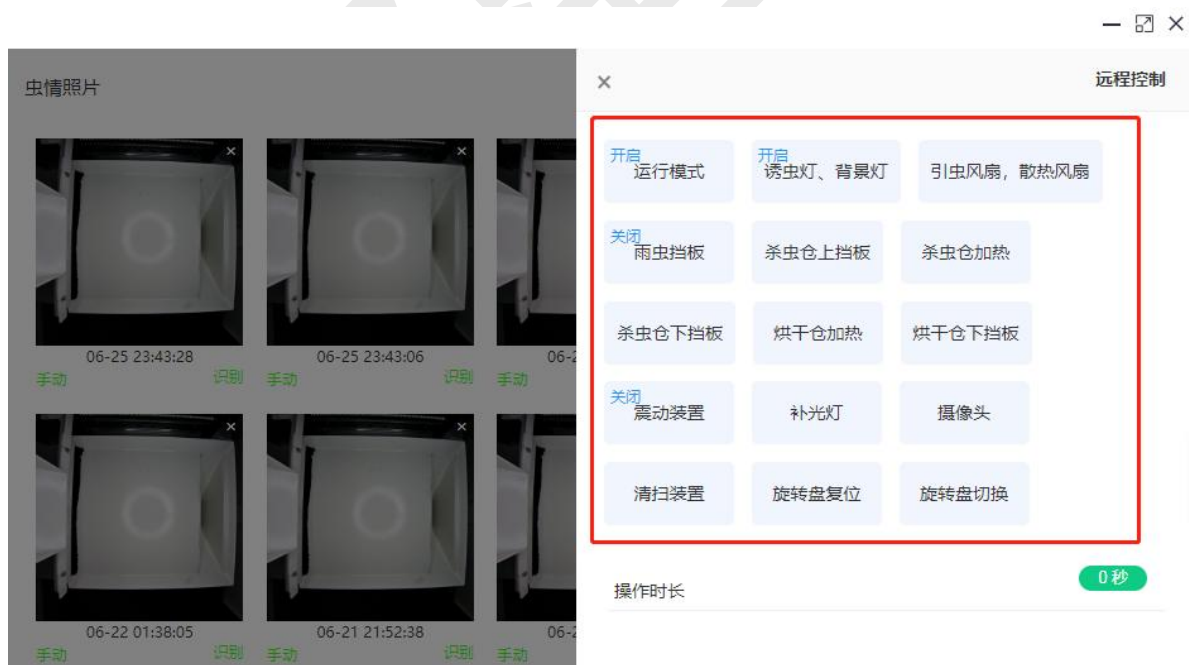 虫情照片
06-25 23:43:28
手动 识别
06-25 23:43:06
手动 识别
手动
06-22 01:38:05
手动 识别
06-21 21:52:38
手动 识别
手动
远程控制
开启
运行模式
开启
诱虫灯、背景灯
引虫风扇，散热风扇
关闭
雨虫挡板
杀虫仓上挡板
杀虫仓加热
杀虫仓下挡板
烘干仓加热
烘干仓下挡板
关闭
震动装置
补光灯
摄像头
清扫装置
旋转盘复位
旋转盘切换
操作时长
0秒